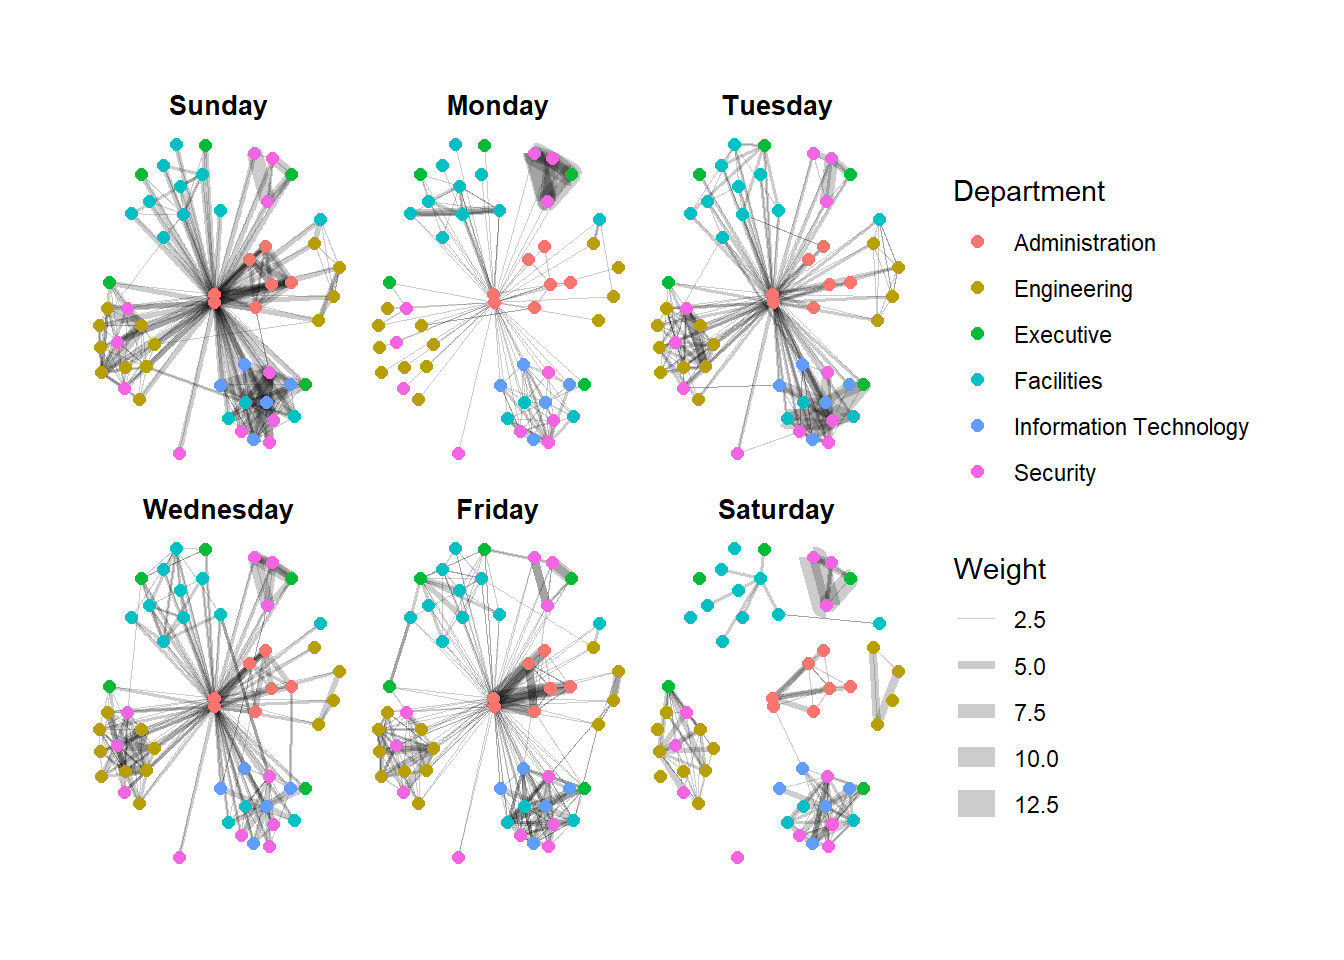 Sunday
Monday
Tuesday
Wednesday
Friday
Saturday
Department
Administration
Engineering
Executive
Facilities
Information Technology
Security
Weight
2.5
5.0
7.5
10.0
12.5